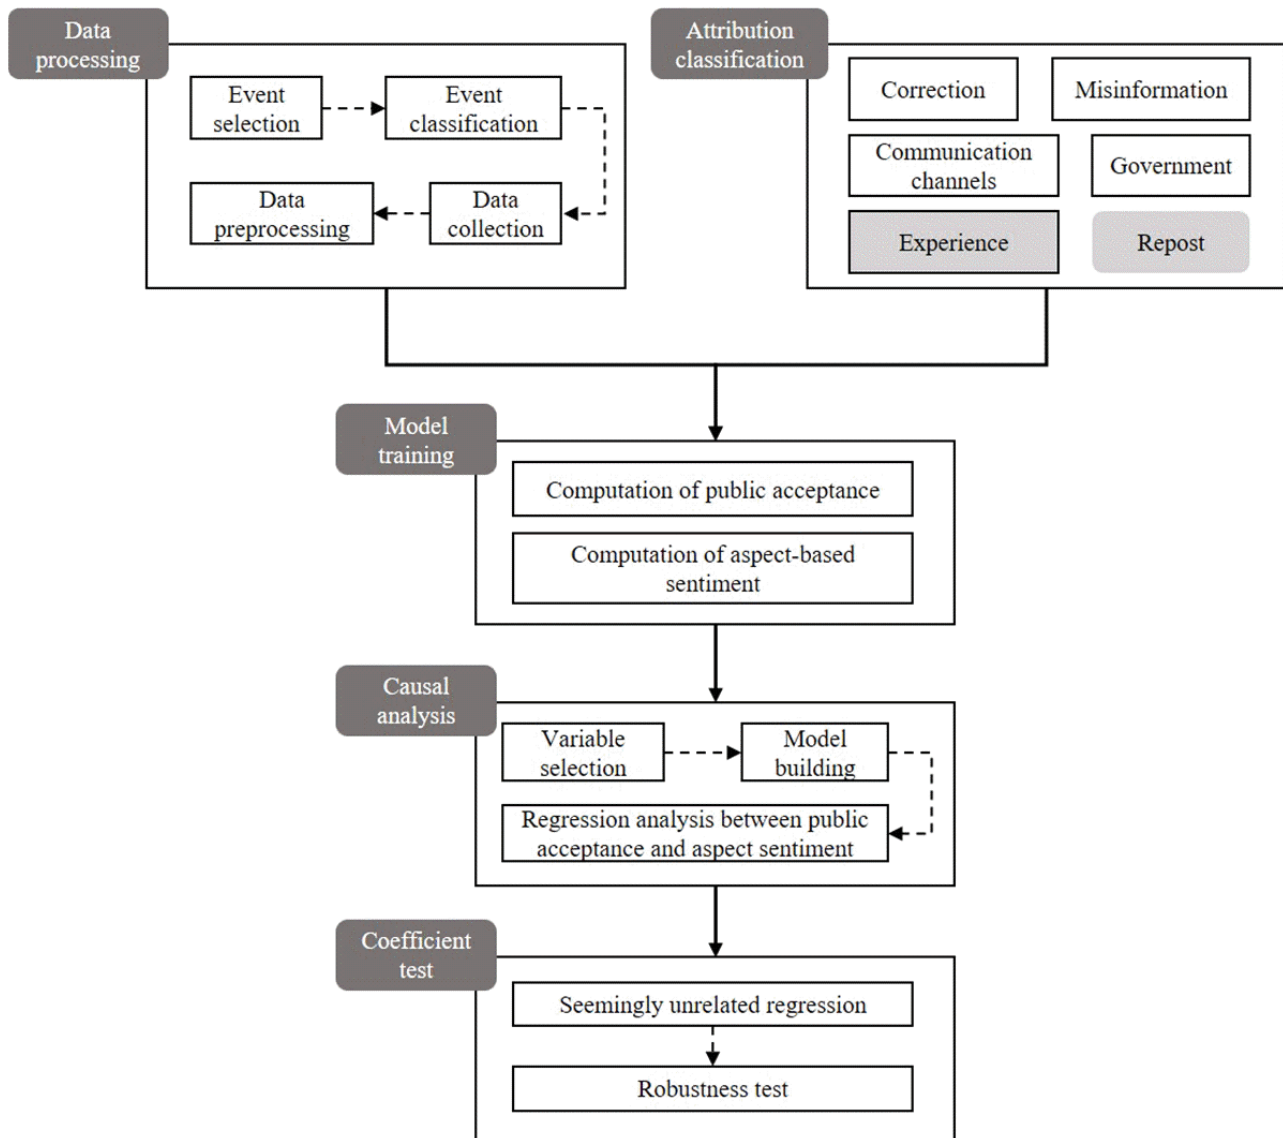 Data
processing
Event
selection
Event
classification
Data
preprocessing
Data
collection
Attribution
classification
Correction
Misinformation
Communication
channels
Government
Experience
Repost
Model
training
Computation of public acceptance
Computation of aspect-based
sentiment
Causal
analysis
Variable
selection
Model
building
Regression analysis between public
acceptance and aspect sentiment
Coefficient
test
Seemingly unrelated regression
Robustness test